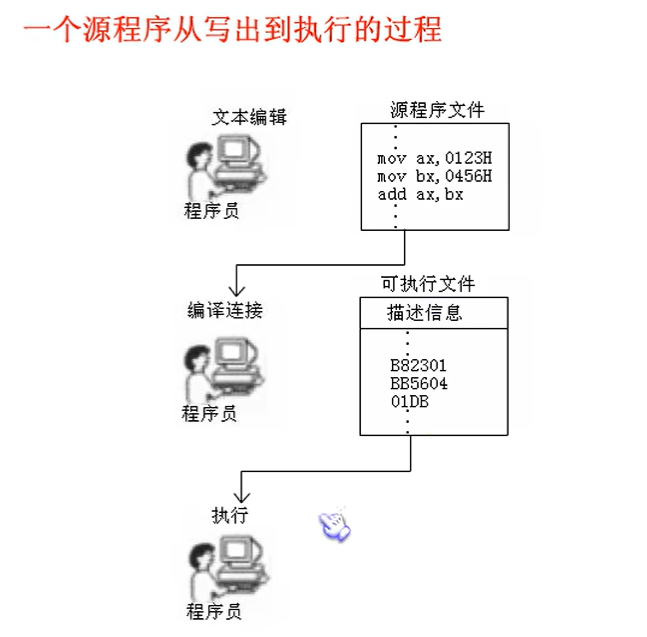 一个源程序从写出到执行的过程
文本编辑
程序员
源程序文件
mov ax,0123H
mov bx,0456H
add ax,bx
编译连接
程序员
可执行文件
描述信息
B82301
BB5604
01DB
执行
程序员